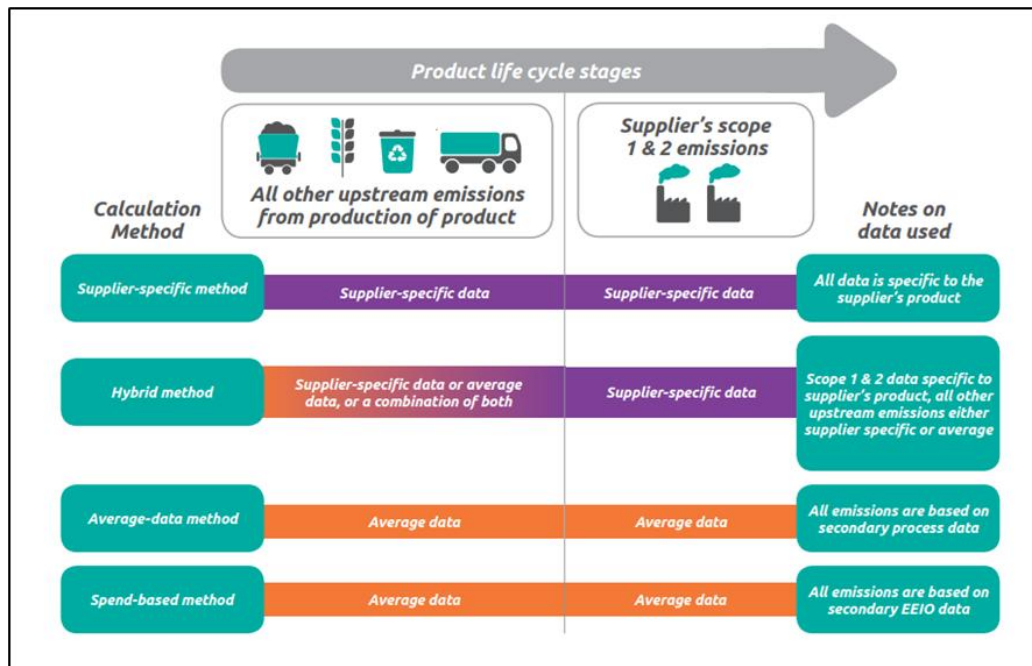 Product life cycle stages
All other upstream emissions
from production of product
Supplier's scope
1 & 2 emissions
Calculation
Method
Notes on
data used
Supplier-specific method
Supplier-specific data
Supplier-specific data
All data is specific to the
supplier's product
Hybrid method
Supplier-specific data or average
data, or a combination of both
Supplier-specific data
Scope 1 & 2 data specific to
supplier's product, all other
upstream emissions either
supplier specific or average
Average-data method
Average data
Average data
All emissions are based on
secondary process data
Spend-based method
Average data
Average data
All emissions are based on
secondary EEIO data